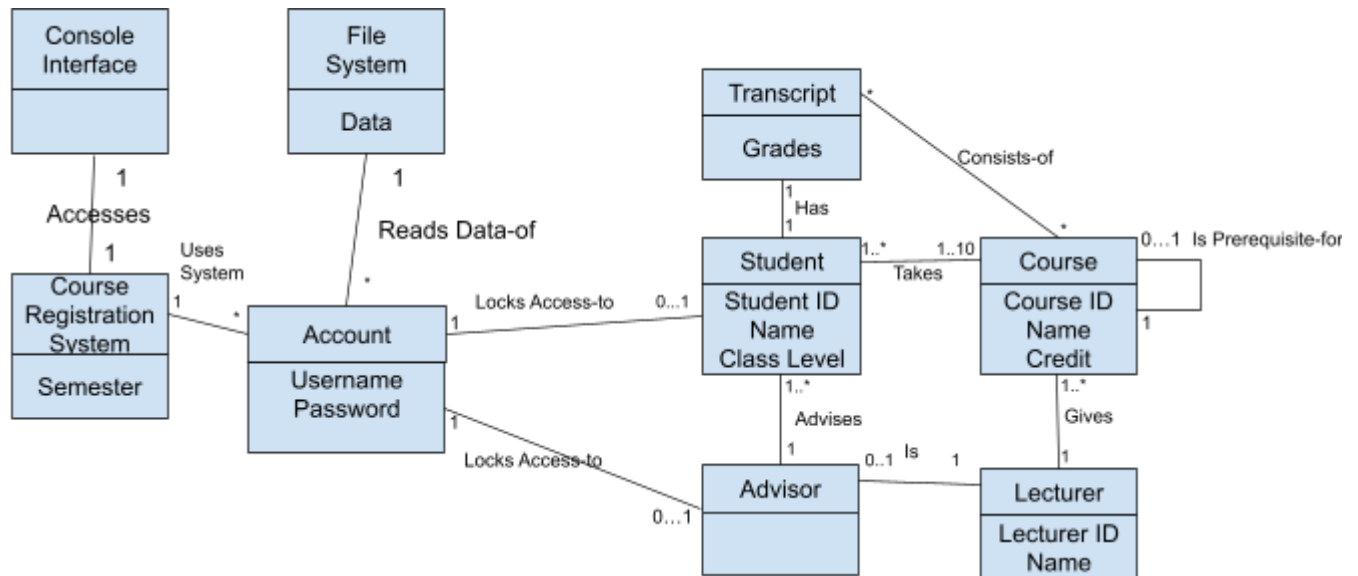 Console
Interface
File
System
Data
1
Accesses
1
1
Reads Data-of
*
Course
Registration
System
Semester
Uses
System
1
*
Account
Username
Password
1
Locks Access-to
0...1
1
Locks Access-to
0...1
Transcript
Grades
*
Consists-of
*
1
Has
1
Student
Student ID
Name
Class Level
1..*
1..10
Takes
Course
Course ID
Name
Credit
0...1 Is Prerequisite-for
1
1..*
Advises
1
1..*
Gives
1
Advisor
0..1
Is
1
Lecturer
Lecturer ID
Name